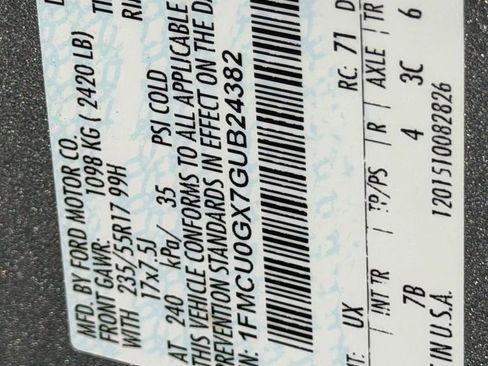 MFD. BY FORD MOTOR CO.
FRONT GAWR: 1098 KG ( 2420 LB)
WITH 235/55R17 99H
17x7.5J
AT 240 kPa/ 35 PSI COLD
THIS VEHICLE CONFORMS TO ALL APPLICABLE
PREVENTION STANDARDS IN EFFECT ON THE DA
N: 1FMCU0GX7GUB24382
T: UX RC: 71
INT TR TP/PS R AXLE TR
7B 4 3C 6
IN U.S.A. 1201510082826